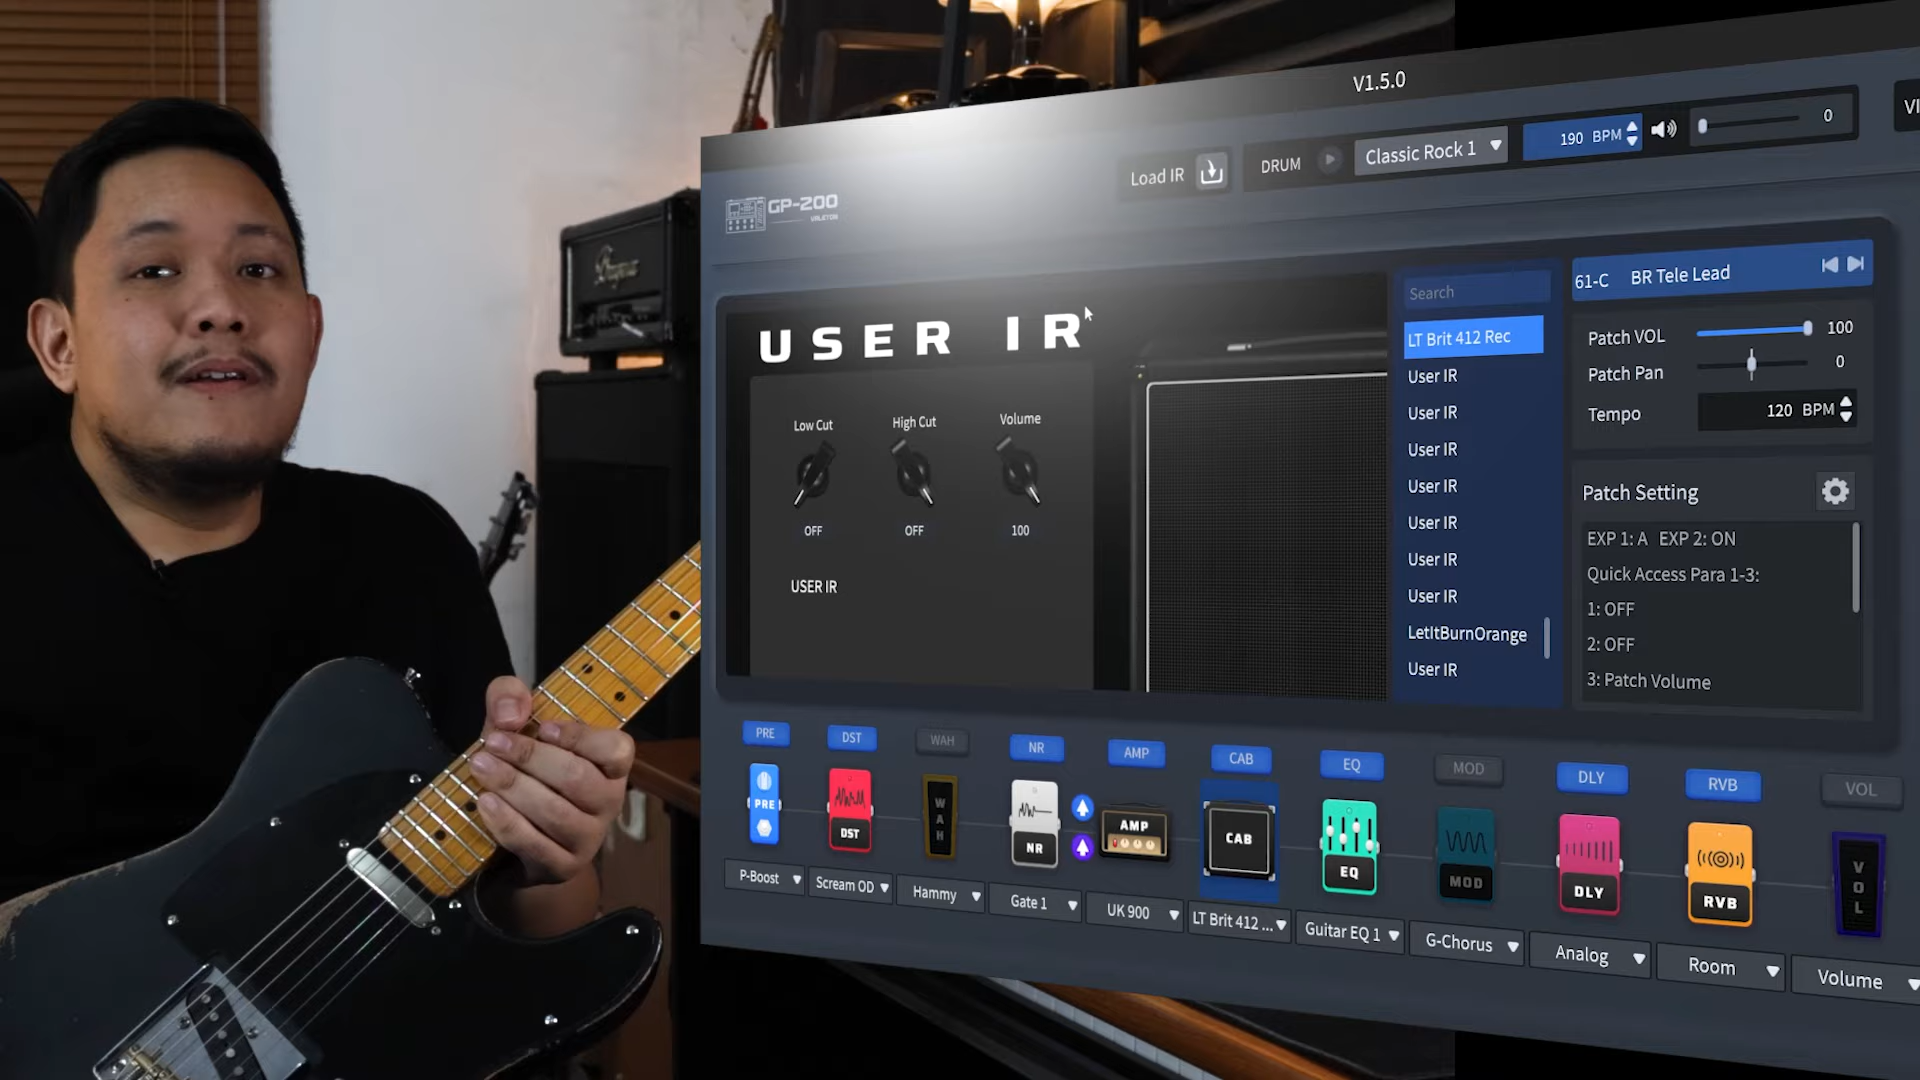 V1.5.0
Load IR
DRUM
Classic Rock 1
190 BPM
0
VI
GP-200
VALETON
USER IR
Low Cut
High Cut
Volume
OFF
OFF
100
USER IR
Search
LT Brit 412 Rec
User IR
User IR
User IR
User IR
User IR
User IR
User IR
LetItBurnOrange
User IR
61-C BR Tele Lead
Patch VOL
100
Patch Pan
0
Tempo
120 BPM
Patch Setting
EXP 1: A EXP 2: ON
Quick Access Para 1-3:
1: OFF
2: OFF
3: Patch Volume
PRE
DST
WAH
NR
AMP
CAB
EQ
MOD
DLY
RVB
VOL
PRE
DST
WAH
NR
AMP
CAB
EQ
MOD
DLY
RVB
VOL
P-Boost
Scream OD
Hammy
Gate 1
UK 900
LT Brit 412 ...
Guitar EQ 1
G-Chorus
Analog
Room
Volume